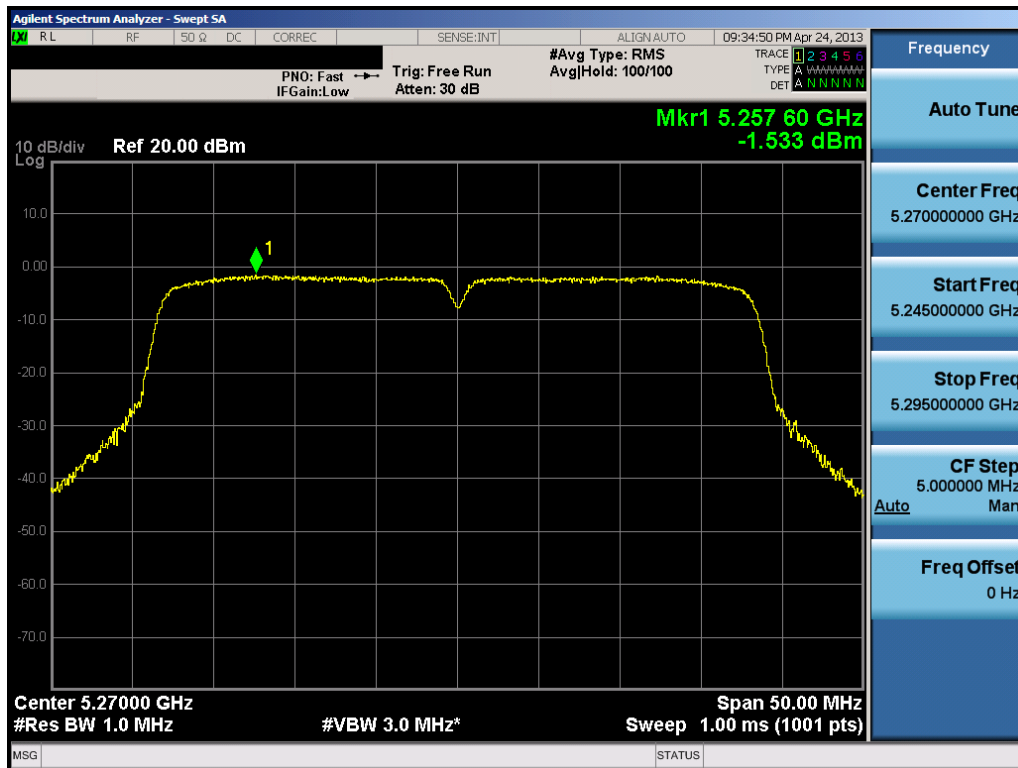 Agilent Spectrum Analyzer - Swept SA
LXI RL RF 50 Ω DC CORREC SENSE:INT ALIGN AUTO 09:34:50 PM Apr 24, 2013
PNO: Fast Trig: Free Run #Avg Type: RMS TRACE 1 2 3 4 5 6
IFGain:Low Atten: 30 dB Avg|Hold: 100/100 TYPE A WWWWW
DET A N N N N N
Mkr1 5.257 60 GHz
-1.533 dBm
10 dB/div Ref 20.00 dBm
Log
10.0
0.00
-10.0
-20.0
-30.0
-40.0
-50.0
-60.0
-70.0
1
Center 5.27000 GHz Span 50.00 MHz
#Res BW 1.0 MHz #VBW 3.0 MHz* Sweep 1.00 ms (1001 pts)
MSG STATUS
Frequency
Auto Tune
Center Freq
5.270000000 GHz
Start Freq
5.245000000 GHz
Stop Freq
5.295000000 GHz
CF Step
5.000000 MHz
Auto Man
Freq Offset
0 Hz